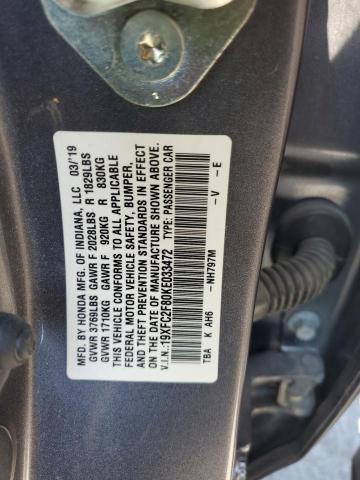 MFD. BY HONDA MFG. OF INDIANA, LLC 03/'19
GVWR 3769LBS GAWR F 2028LBS R 1829LBS
GVWR 1710KG GAWR F 920KG R 830KG
THIS VEHICLE CONFORMS TO ALL APPLICABLE
FEDERAL MOTOR VEHICLE SAFETY, BUMPER,
AND THEFT PREVENTION STANDARDS IN EFFECT
ON THE DATE OF MANUFACTURE SHOWN ABOVE.
V.I.N.:19XFC2F80KE033472 TYPE: PASSENGER CAR
-NH797M -V -E
TBA K AH6